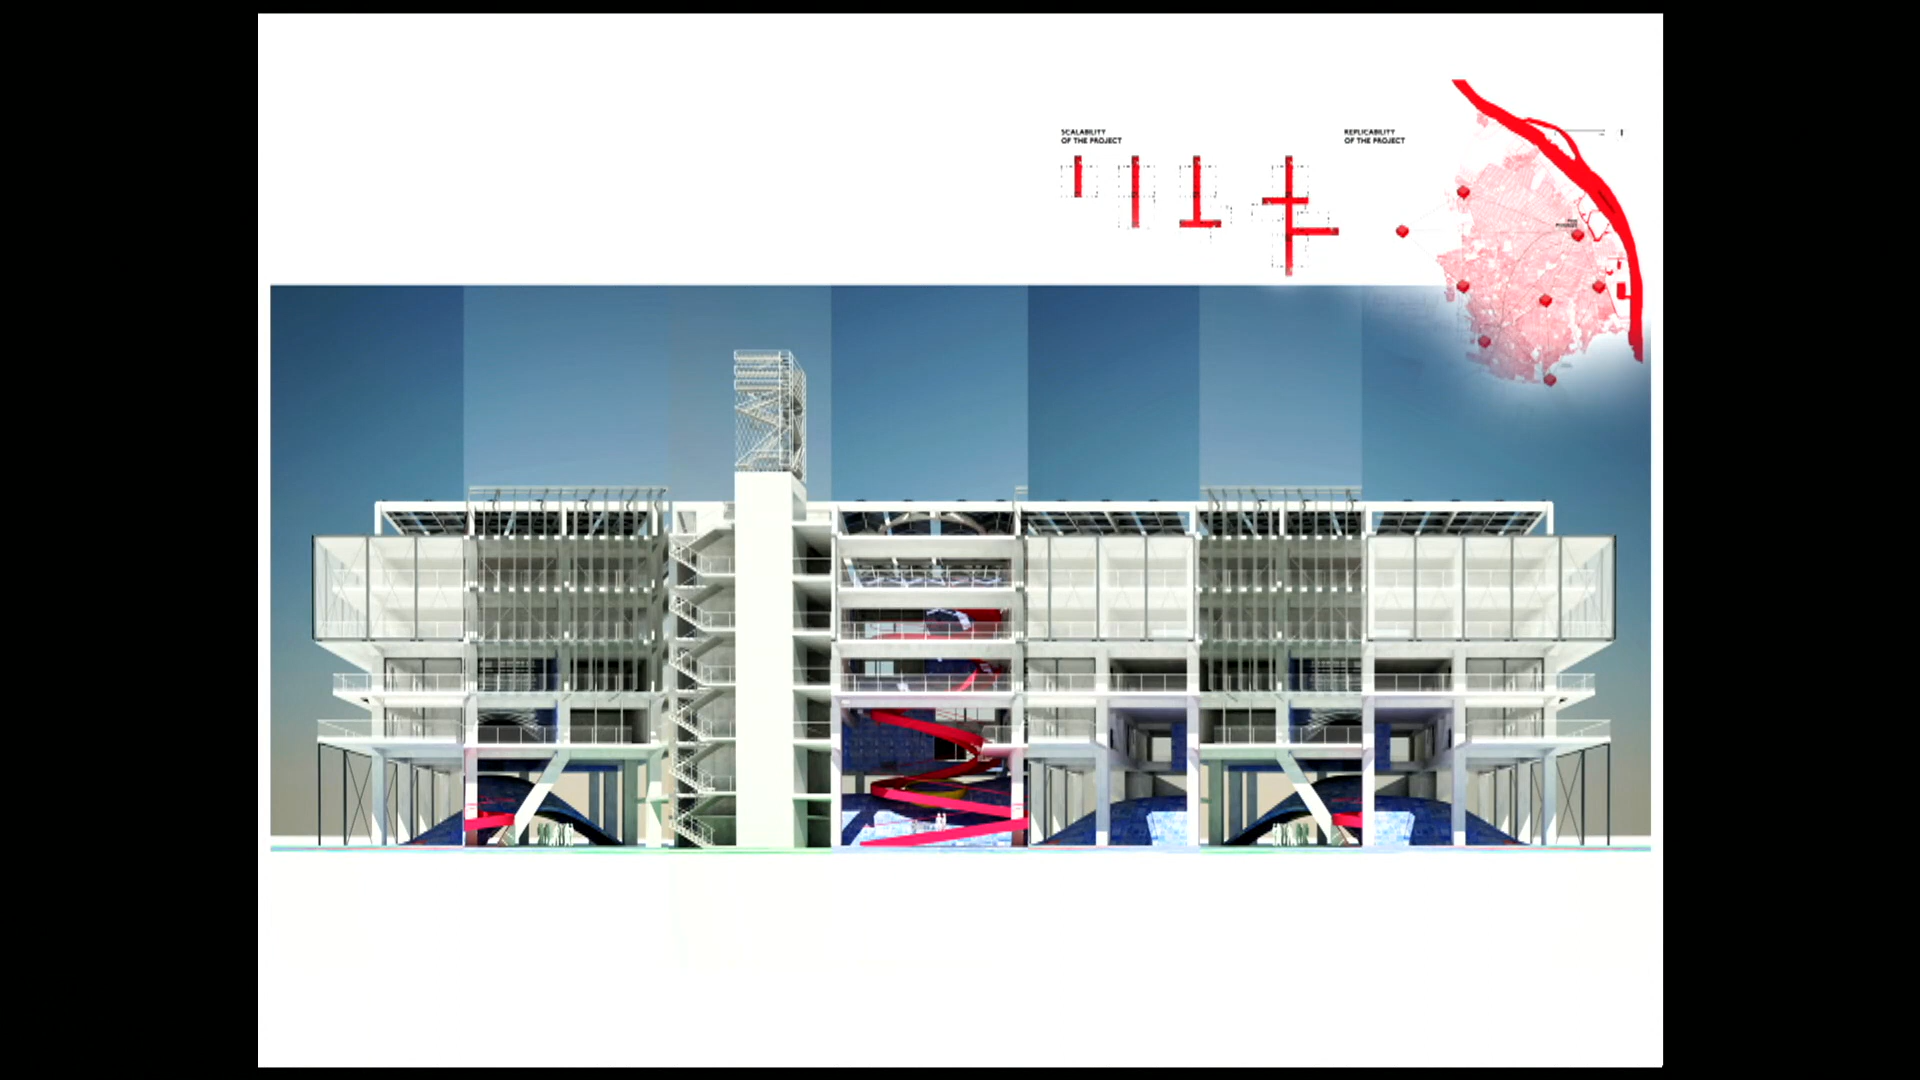 SCALABILITY
OF THE PROJECT
REPLICABILITY
OF THE PROJECT